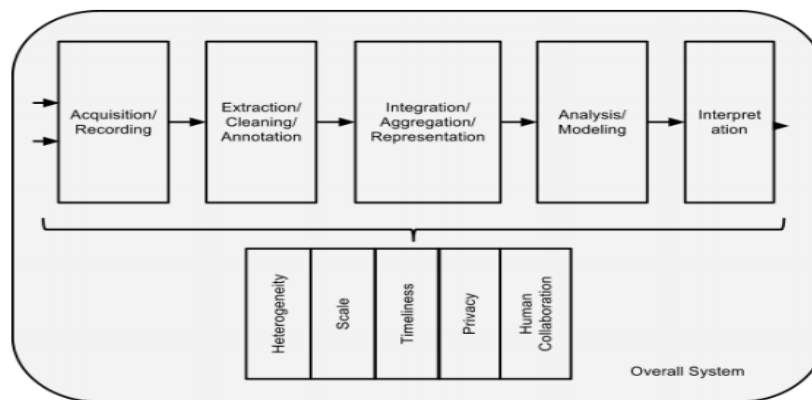 Acquisition/
Recording
Extraction/
Cleaning/
Annotation
Integration/
Aggregation/
Representation
Analysis/
Modeling
Interpret
ation
Heterogeneity
Scale
Timeliness
Privacy
Human
Collaboration
Overall System